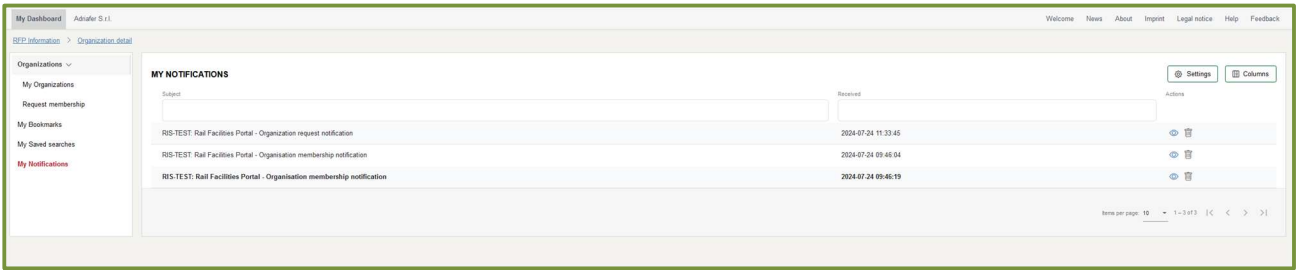 My Dashboard Adnafer S.r.l. Welcome News About Imprint Legal notice Help Feedback
RFP Information > Organization detail
Organizations
My Organizations
Request membership
My Bookmarks
My Saved searches
My Notifications
MY NOTIFICATIONS Settings Columns
Subject Received Actions
RIS-TEST: Rail Facilities Portal - Organization request notification 2024-07-24 11:33:45
RIS-TEST: Rail Facilities Portal - Organisation membership notification 2024-07-24 09:46:04
RIS-TEST: Rail Facilities Portal - Organisation membership notification 2024-07-24 09:46:19
Items per page: 10 1 – 3 of 3